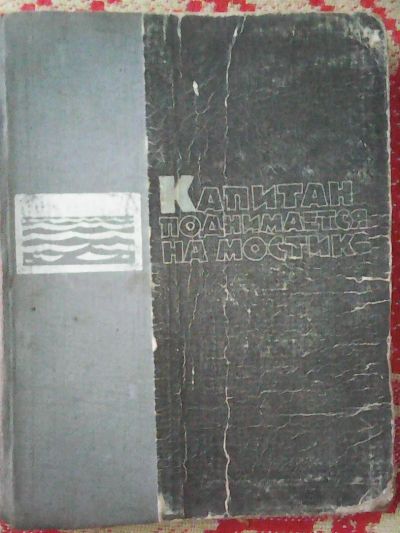 Капитан
поднимается
на мостик